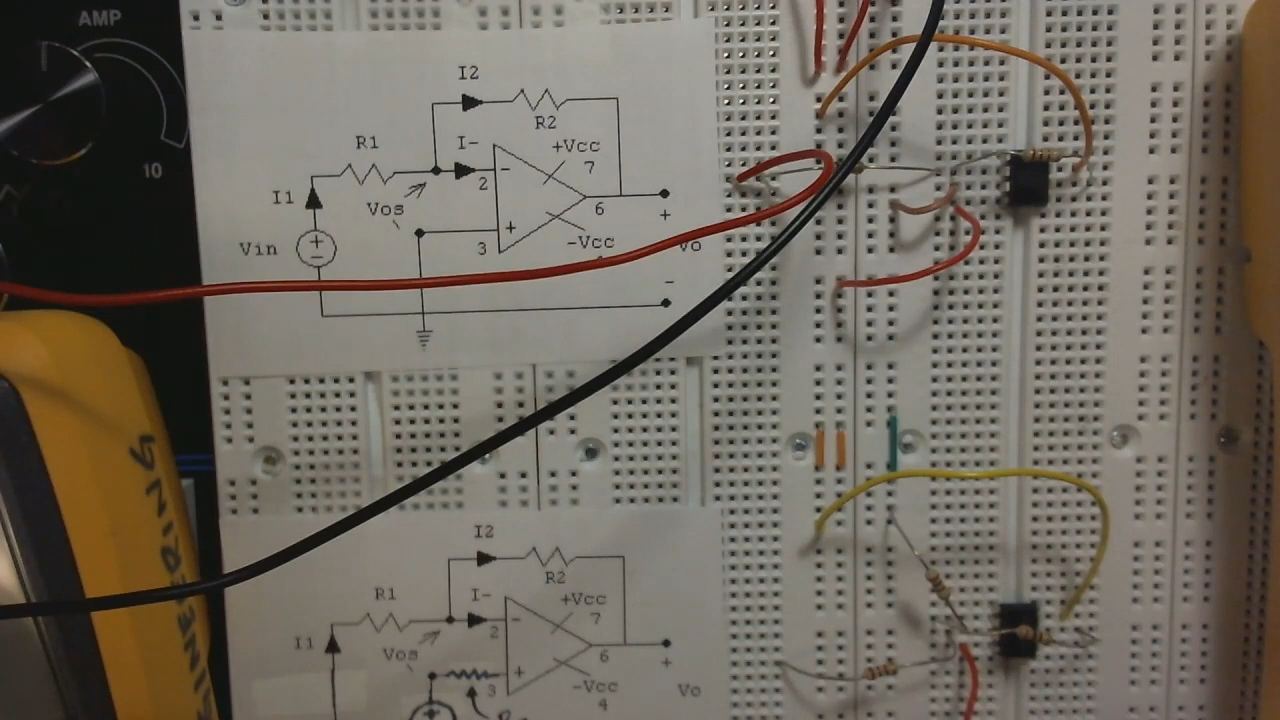 AMP
10
I2
R2
R1
I-
+Vcc
7
2
-
I1
Vos
6
+
+
3
-Vcc
Vin
+
-
Vo
-
I2
R2
R1
I-
+Vcc
7
2
-
I1
Vos
6
+
+
3
-Vcc
4
Vo
+